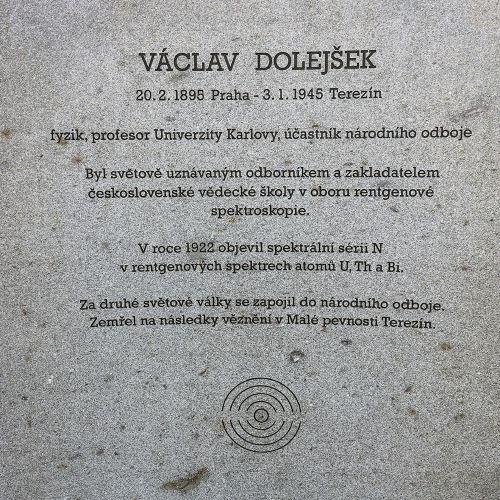 VÁCLAV DOLEJŠEK
20. 2. 1895 Praha - 3. 1. 1945 Terezín
fyzik, profesor Univerzity Karlovy, účastník národního odboje
Byl světově uznávaným odborníkem a zakladatelem
československé vědecké školy v oboru rentgenové
spektroskopie.
V roce 1922 objevil spektrální sérii N
v rentgenových spektrech atomů U, Th a Bi.
Za druhé světové války se zapojil do národního odboje.
Zemřel na následky věznění v Malé pevnosti Terezín.